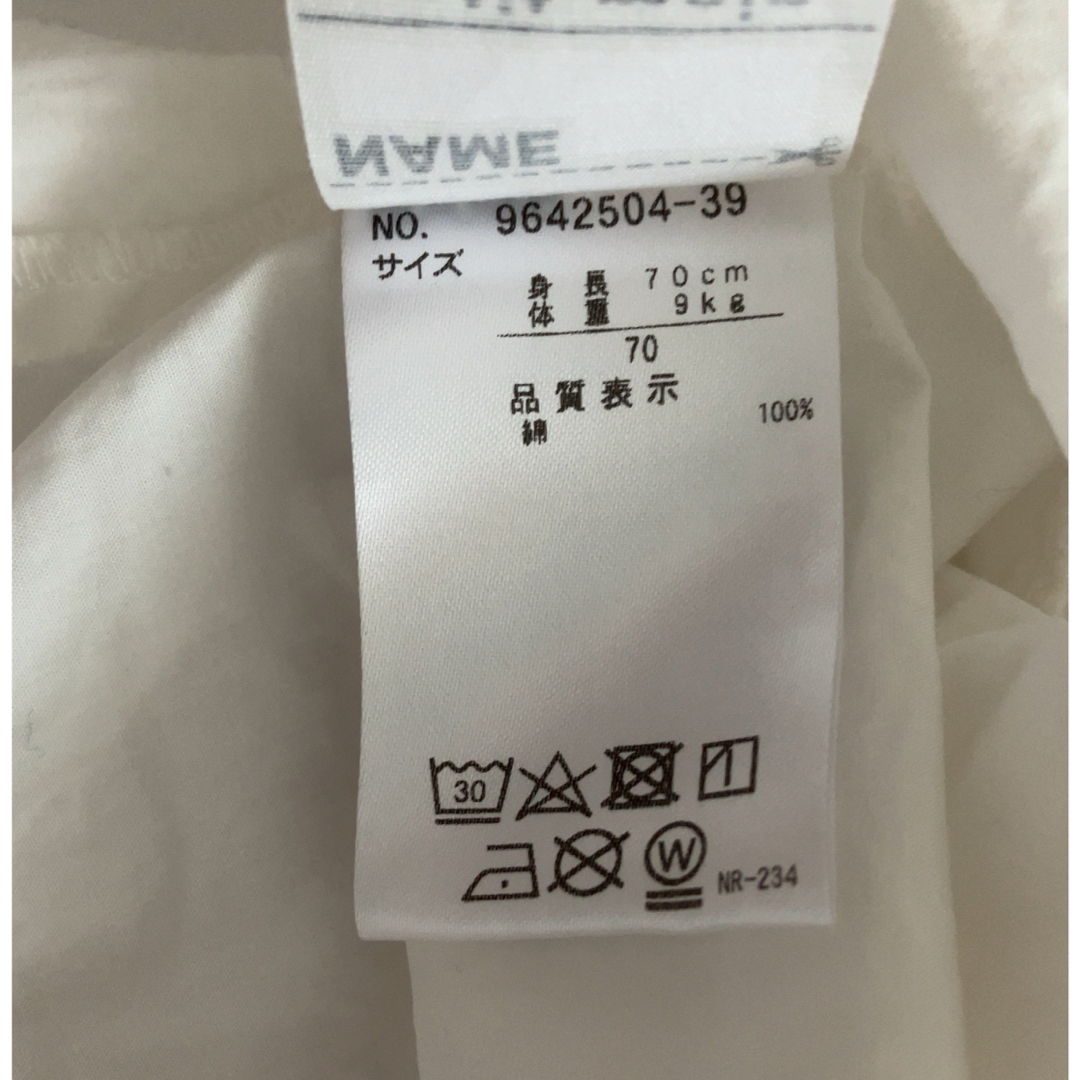 NAME
NO. 9642504-39
サイズ
身長 70cm
体重 9kg
70
品質表示
綿 100%
30
W NR-234